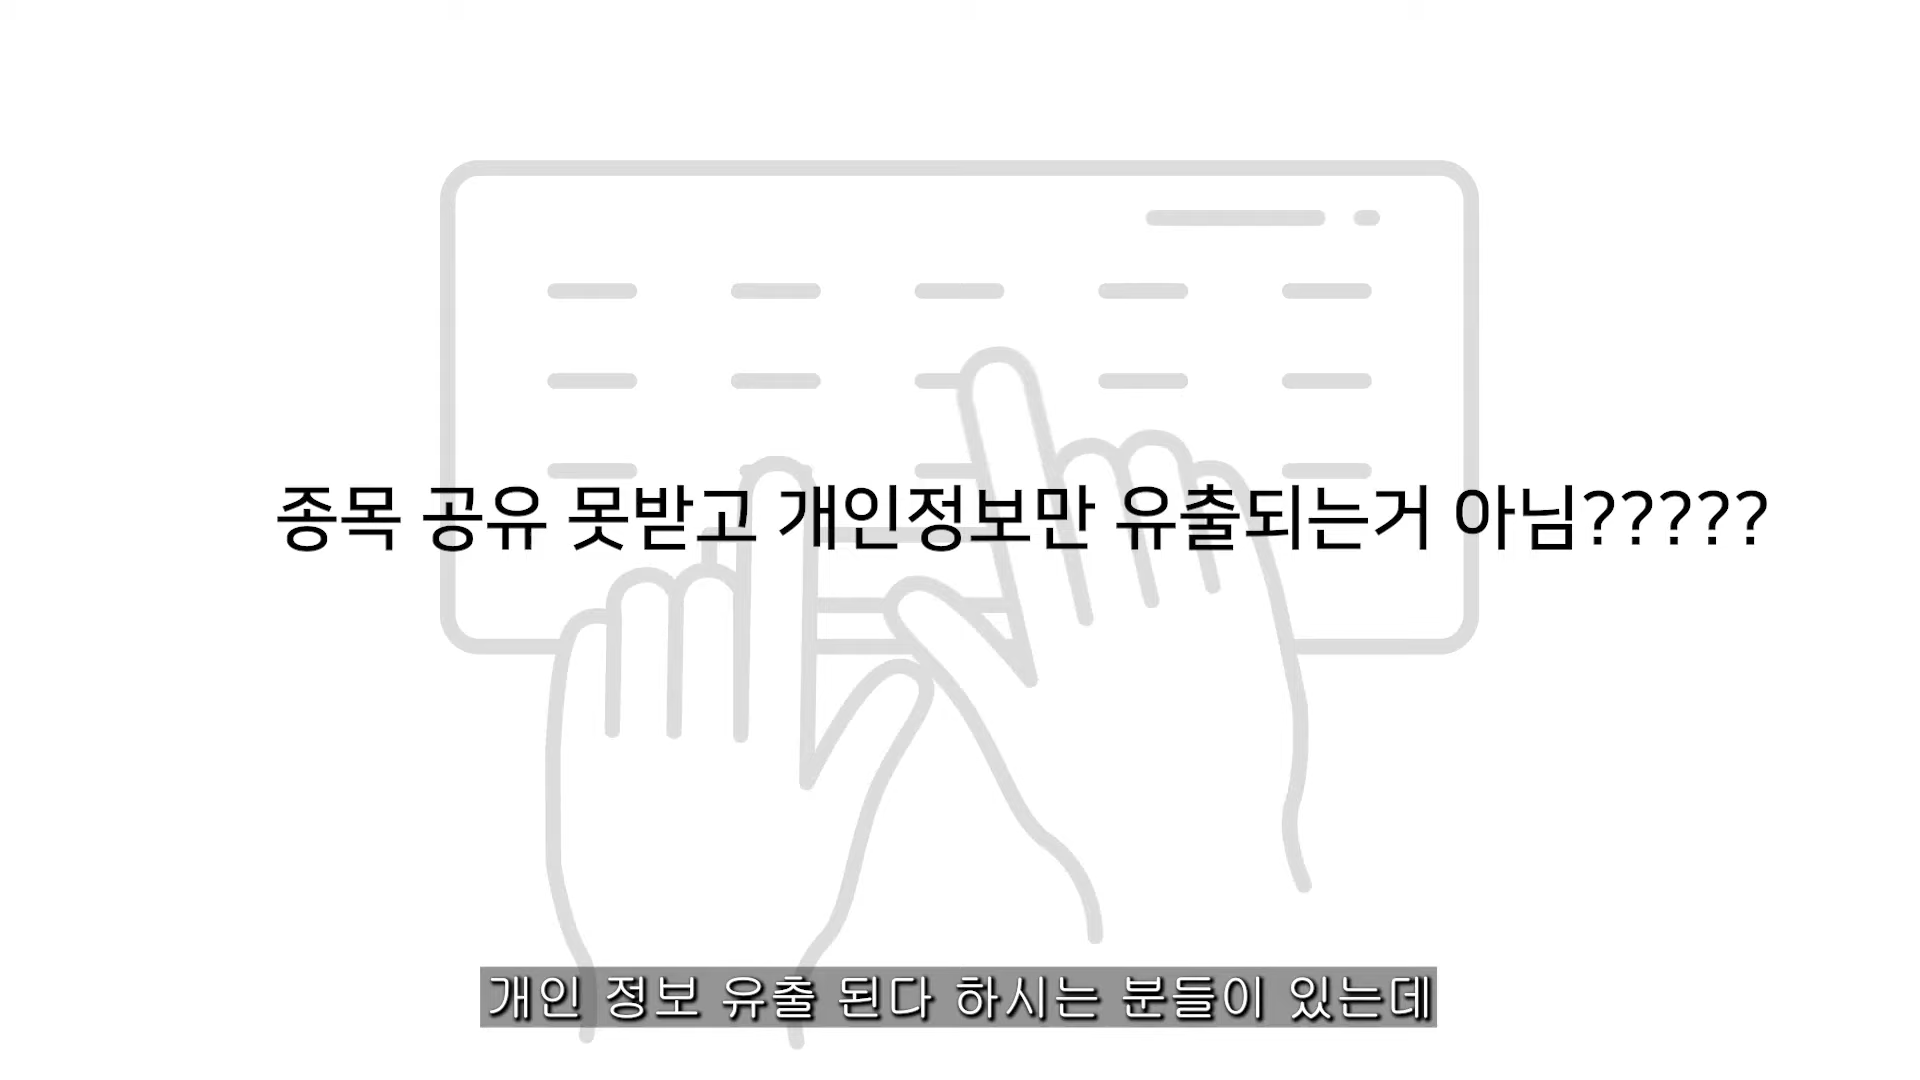 종목 공유 못받고 개인정보만 유출되는거 아님?????
개인 정보 유출 된다 하시는 분들이 있는데